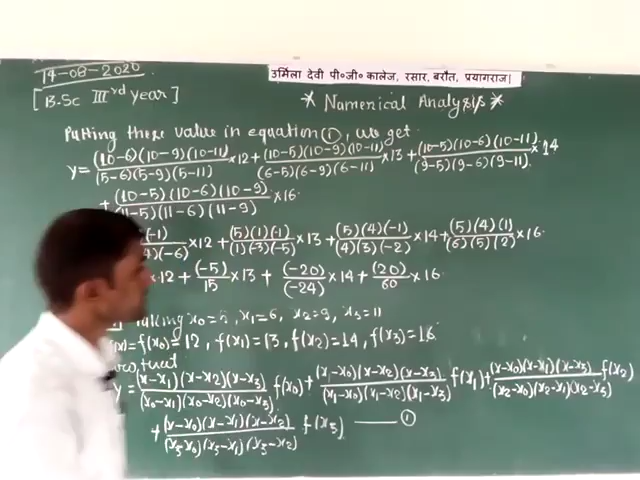 14-08-2020
उर्मिला देवी पी०जी० कालेज, रसार, बरौत, प्रयागराज।
[B.Sc IIIrd year]
* Numerical Analysis *
Putting these value in equation ①, we get
y = (10-6)(10-9)(10-11)/(5-6)(5-9)(5-11) × 12 + (10-5)(10-9)(10-11)/(6-5)(6-9)(6-11) × 13 + (10-5)(10-6)(10-11)/(9-5)(9-6)(9-11) × 14
+ (10-5)(10-6)(10-9)/(11-5)(11-6)(11-9) × 16
(-1)/(-6) × 12 + (5)(1)(-1)/(1)(-3)(-5) × 13 + (5)(4)(-1)/(4)(3)(-2) × 14 + (5)(4)(1)/(6)(5)(2) × 16
× 12 + (-5)/15 × 13 + (-20)/(-24) × 14 + (20)/60 × 16
Taking x0=5, x1=6, x2=9, x3=11
= f(x0) = 12, f(x1) = 13, f(x2) = 14, f(x3) = 16
that
y = (x-x1)(x-x2)(x-x3)/(x0-x1)(x0-x2)(x0-x3) f(x0) + (x-x0)(x-x2)(x-x3)/(x1-x0)(x1-x2)(x1-x3) f(x1) + (x-x0)(x-x1)(x-x3)/(x2-x0)(x2-x1)(x2-x3) f(x2)
+ (x-x0)(x-x1)(x-x2)/(x3-x0)(x3-x1)(x3-x2) f(x3) —— ①